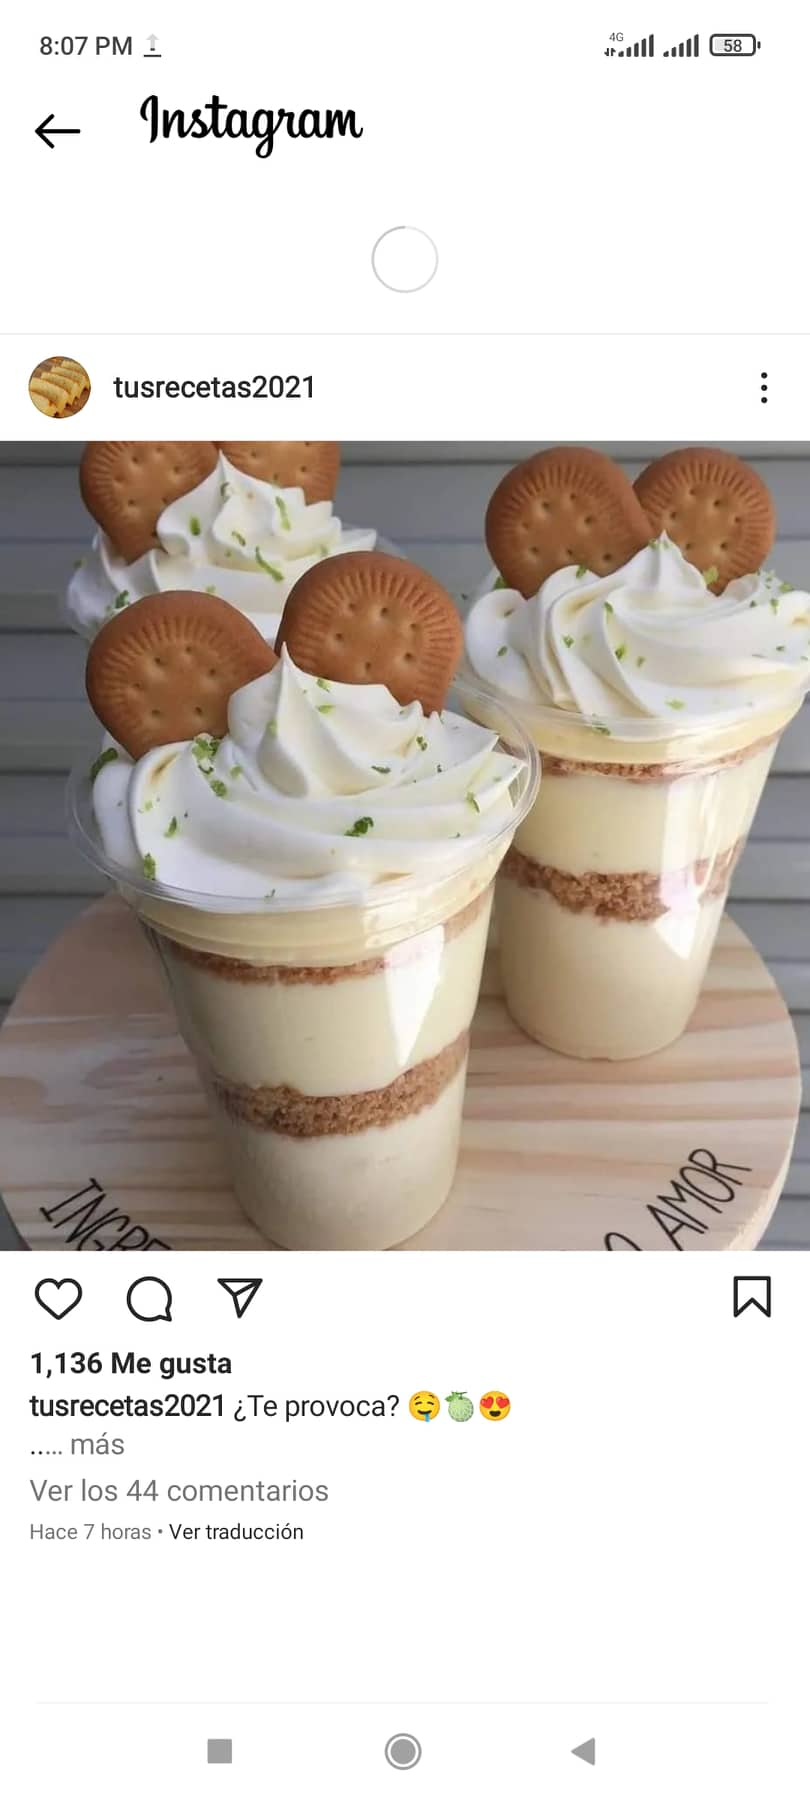 8:07 PM
4G
58
Instagram
tusrecetas2021
AMOR
1,136 Me gusta
tusrecetas2021 ¿Te provoca? 🤤🍈😍
..... más
Ver los 44 comentarios
Hace 7 horas • Ver traducción